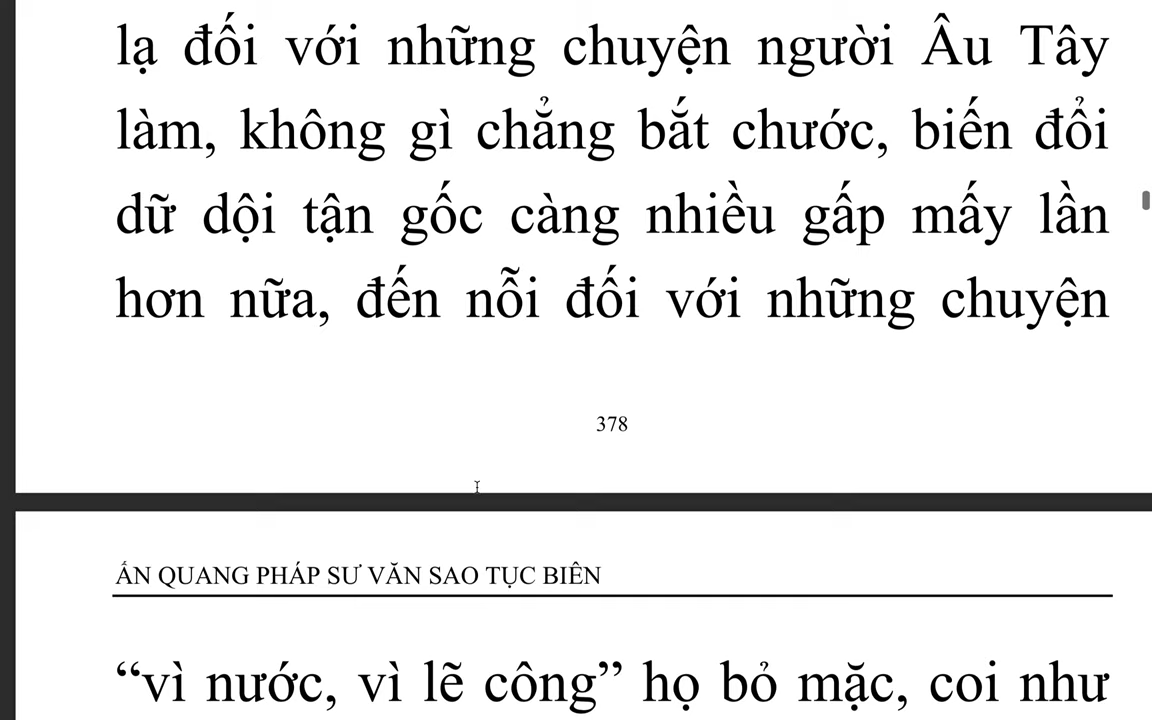 lạ đối với những chuyện người Âu Tây
làm, không gì chẳng bắt chước, biến đổi
dữ dội tận gốc càng nhiều gấp mấy lần
hơn nữa, đến nỗi đối với những chuyện
378
ẤN QUANG PHÁP SƯ VĂN SAO TỤC BIÊN
“vì nước, vì lẽ công” họ bỏ mặc, coi như